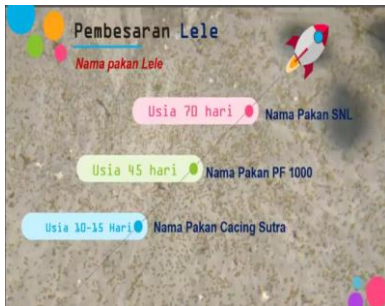 Pembesaran Lele
Nama pakan Lele
Usia 70 hari Nama Pakan SNL
Usia 45 hari Nama Pakan PF 1000
Usia 10-15 Hari Nama Pakan Cacing Sutra